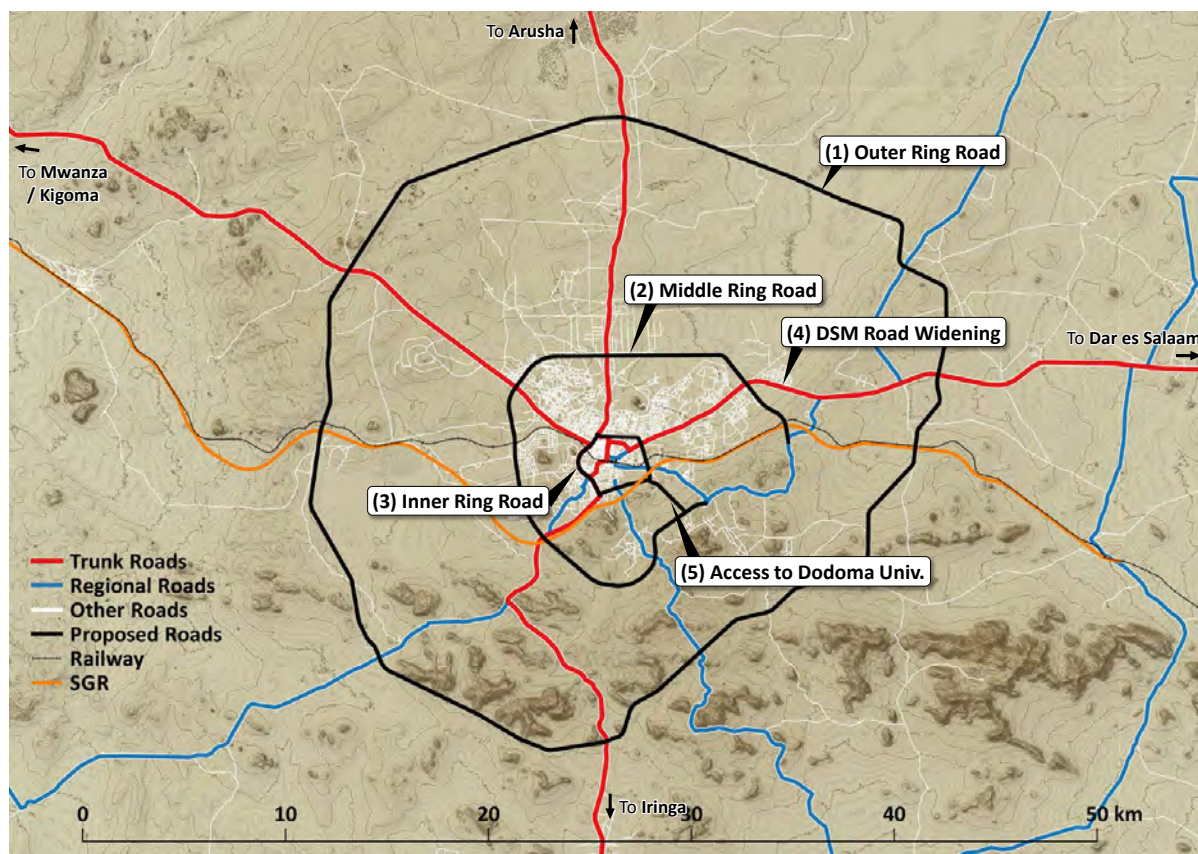 To Arusha
(1) Outer Ring Road
To Mwanza
/ Kigoma
(2) Middle Ring Road
(4) DSM Road Widening
To Dar es Salaam
(3) Inner Ring Road
(5) Access to Dodoma Univ.
Trunk Roads
Regional Roads
Other Roads
Proposed Roads
Railway
SGR
To Iringa
0 10 20 30 40 50 km